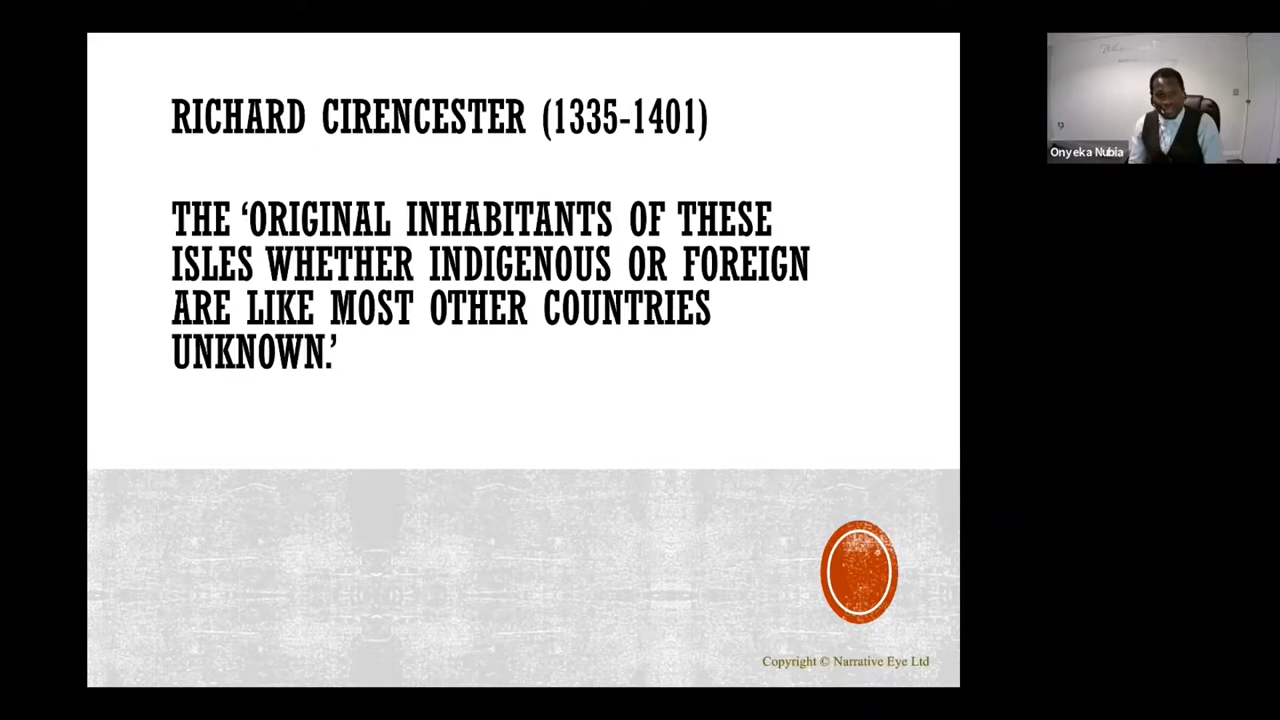 RICHARD CIRENCESTER (1335-1401)
THE ‘ORIGINAL INHABITANTS OF THESE
ISLES WHETHER INDIGENOUS OR FOREIGN
ARE LIKE MOST OTHER COUNTRIES
UNKNOWN.’
Copyright © Narrative Eye Ltd
Onyeka Nubia